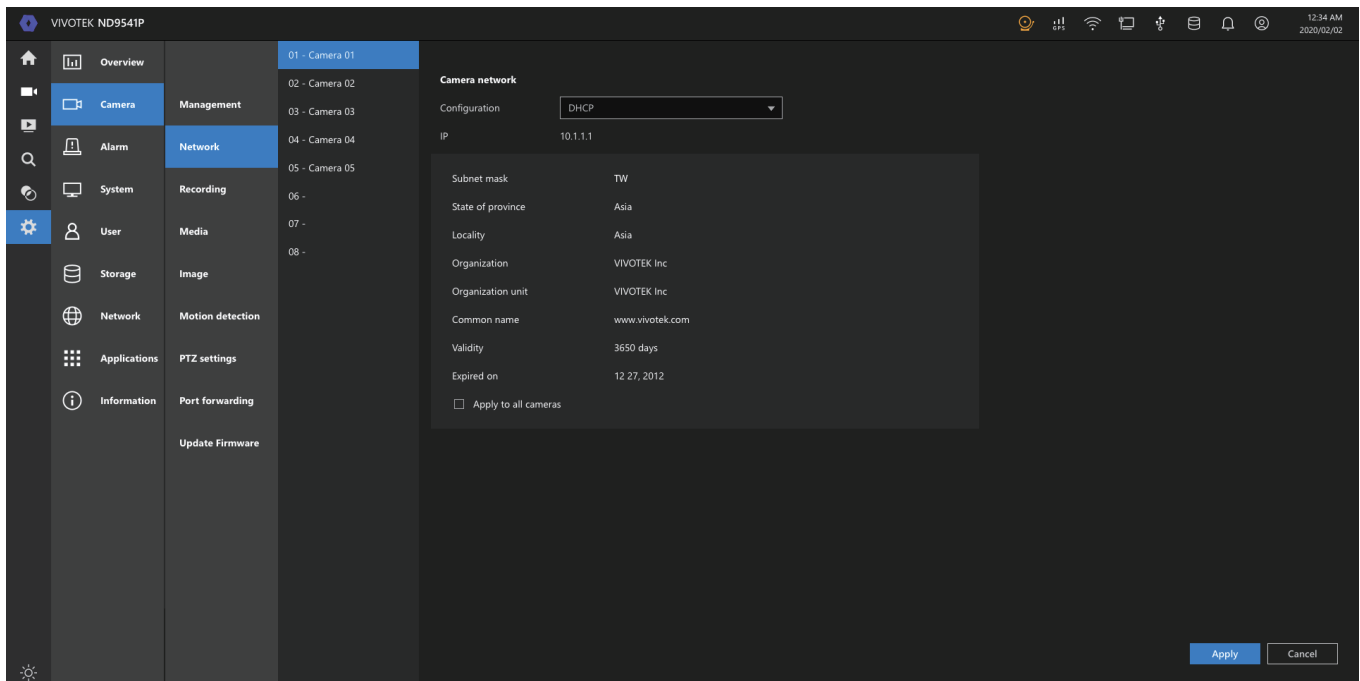 VIVOTEK ND9541P
GPS
12:34 AM
2020/02/02
Overview
Camera
Alarm
System
User
Storage
Network
Applications
Information
Management
Network
Recording
Media
Image
Motion detection
PTZ settings
Port forwarding
Update Firmware
01 - Camera 01
02 - Camera 02
03 - Camera 03
04 - Camera 04
05 - Camera 05
06 -
07 -
08 -
Camera network
Configuration DHCP
IP 10.1.1.1
Subnet mask TW
State of province Asia
Locality Asia
Organization VIVOTEK Inc
Organization unit VIVOTEK Inc
Common name www.vivotek.com
Validity 3650 days
Expired on 12 27, 2012
Apply to all cameras
Apply Cancel